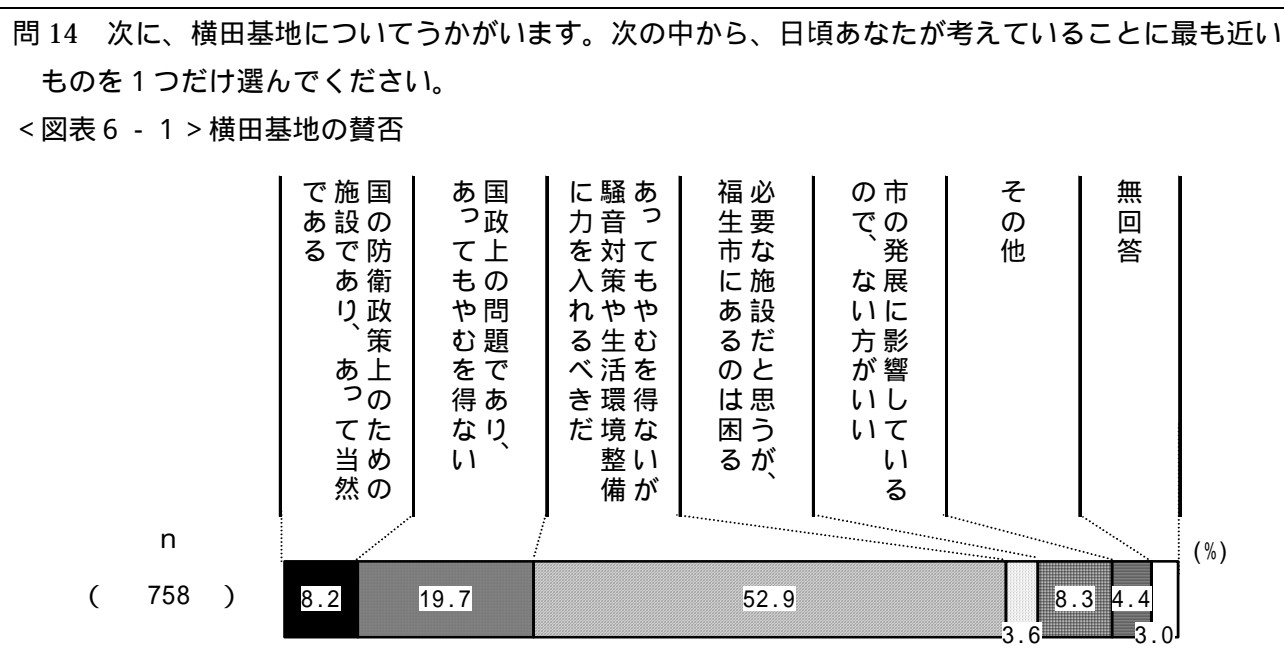 問 14 次に、横田基地についてうかがいます。次の中から、日頃あなたが考えていることに最も近い
ものを１つだけ選んでください。
<図表６-１>横田基地の賛否
国の防衛政策上のための
施設であり、あって当然
である
国政上の問題であり、
あってもやむを得ない
あってもやむを得ないが
騒音対策や生活環境整備
に力を入れるべきだ
必要な施設だと思うが、
福生市にあるのは困る
市の発展に影響している
ので、ない方がいい
その他
無回答
n
(%)
( 758 )
8.2
19.7
52.9
3.6
8.3
4.4
3.0